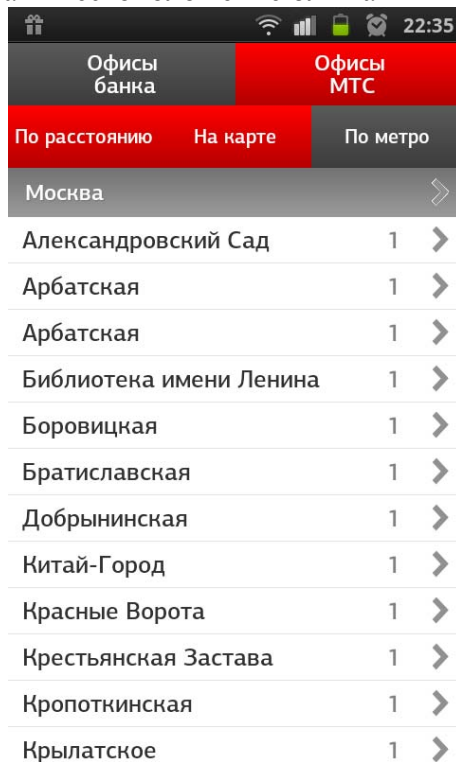 22:35
Офисы
банка
Офисы
МТС
По расстоянию На карте По метро
Москва
Александровский Сад 1
Арбатская 1
Арбатская 1
Библиотека имени Ленина 1
Боровицкая 1
Братиславская 1
Добрынинская 1
Китай-Город 1
Красные Ворота 1
Крестьянская Застава 1
Кропоткинская 1
Крылатское 1